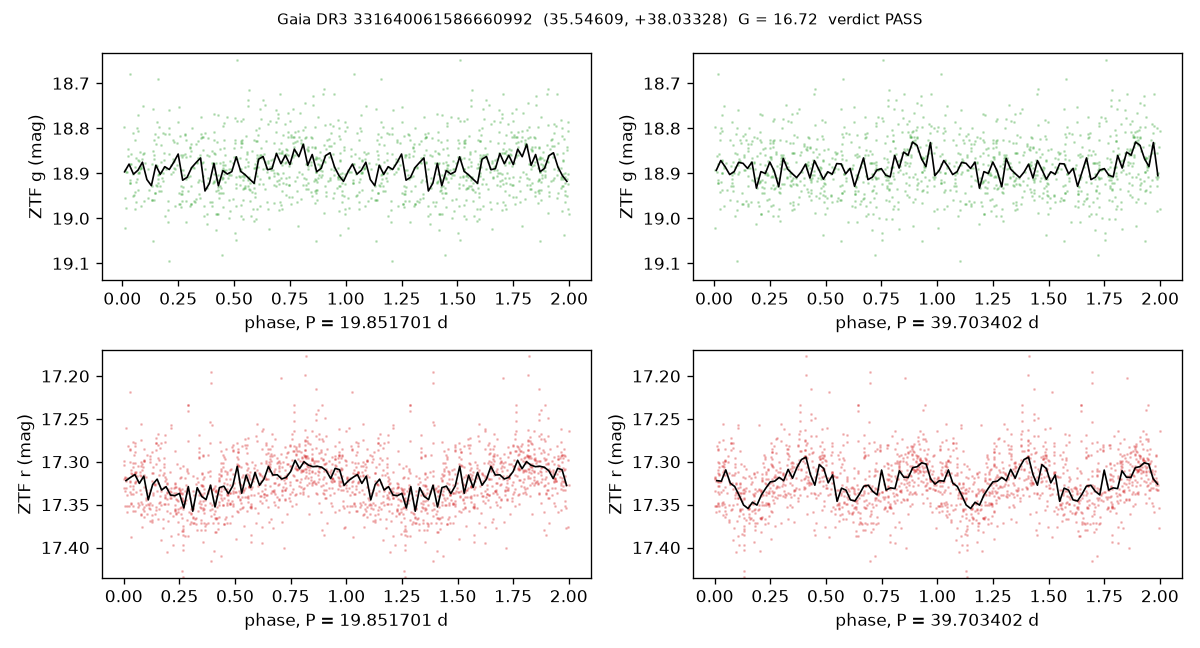 Gaia DR3 331640061586660992 (35.54609, +38.03328) G = 16.72 verdict PASS
ZTF g (mag)
18.7
18.8
18.9
19.0
19.1
0.00 0.25 0.50 0.75 1.00 1.25 1.50 1.75 2.00
phase, P = 19.851701 d
ZTF g (mag)
18.7
18.8
18.9
19.0
19.1
0.00 0.25 0.50 0.75 1.00 1.25 1.50 1.75 2.00
phase, P = 39.703402 d
ZTF r (mag)
17.20
17.25
17.30
17.35
17.40
0.00 0.25 0.50 0.75 1.00 1.25 1.50 1.75 2.00
phase, P = 19.851701 d
ZTF r (mag)
17.20
17.25
17.30
17.35
17.40
0.00 0.25 0.50 0.75 1.00 1.25 1.50 1.75 2.00
phase, P = 39.703402 d